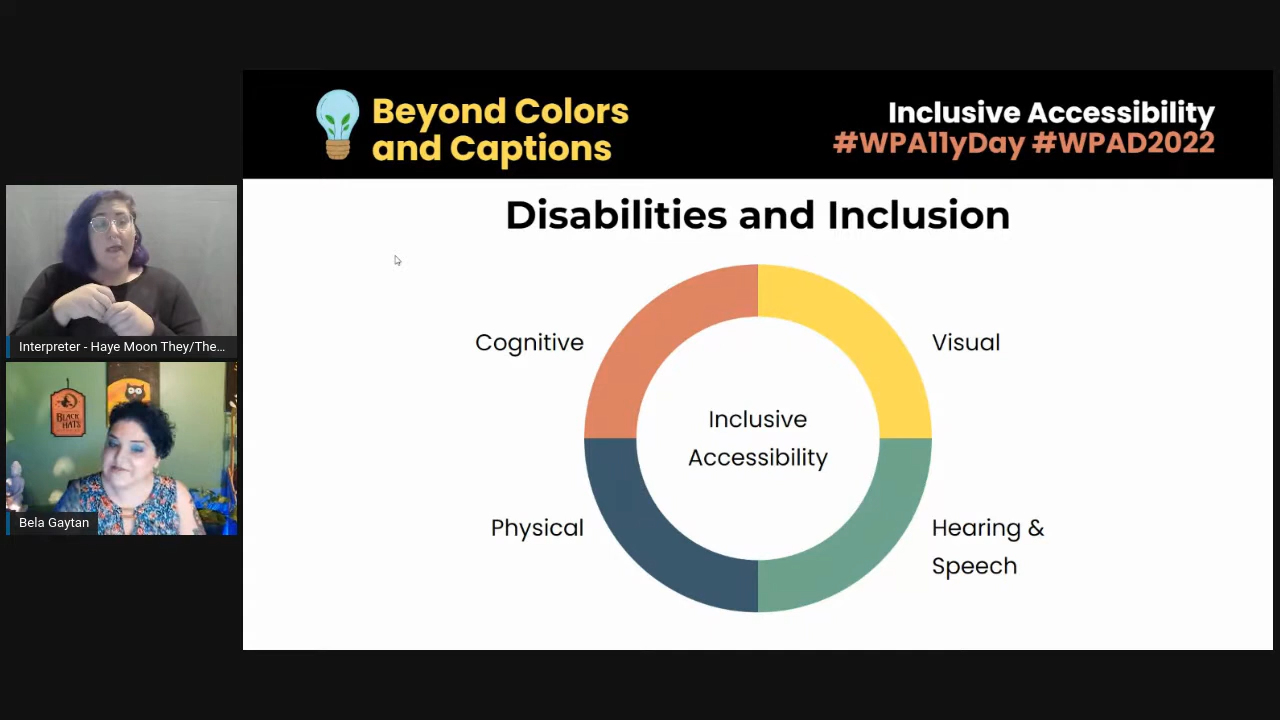 Beyond Colors
and Captions
Inclusive Accessibility
#WPA11yDay #WPAD2022
Disabilities and Inclusion
Cognitive
Visual
Inclusive
Accessibility
Physical
Hearing &
Speech
Interpreter - Haye Moon They/The...
BLACK
HATS
Bela Gaytan